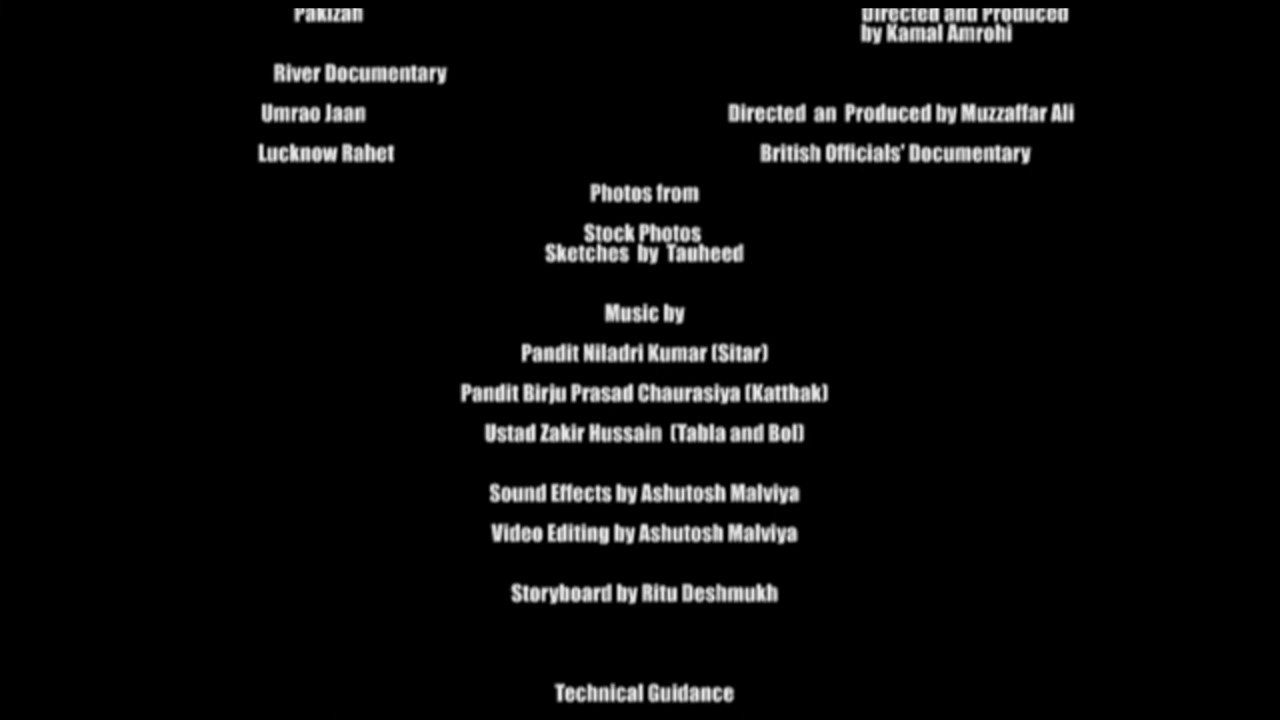 Pakizah
Directed and Produced
by Kamal Amrohi
River Documentary
Umrao Jaan
Directed an Produced by Muzzaffar Ali
Lucknow Rahet
British Officials' Documentary
Photos from
Stock Photos
Sketches by Tauheed
Music by
Pandit Niladri Kumar (Sitar)
Pandit Birju Prasad Chaurasiya (Katthak)
Ustad Zakir Hussain (Tabla and Bol)
Sound Effects by Ashutosh Malviya
Video Editing by Ashutosh Malviya
Storyboard by Ritu Deshmukh
Technical Guidance